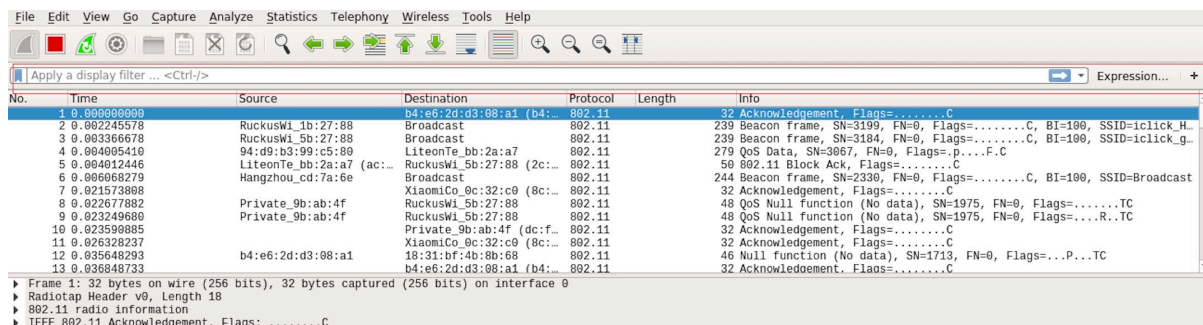 File Edit View Go Capture Analyze Statistics Telephony Wireless Tools Help
Apply a display filter ... <Ctrl-/> Expression... +
No. Time Source Destination Protocol Length Info
1 0.000000000 b4:e6:2d:d3:08:a1 (b4:… 802.11 32 Acknowledgement, Flags=........C
2 0.002245578 RuckusWi_1b:27:88 Broadcast 802.11 239 Beacon frame, SN=3199, FN=0, Flags=........C, BI=100, SSID=iclick_H…
3 0.003366678 RuckusWi_5b:27:88 Broadcast 802.11 239 Beacon frame, SN=3184, FN=0, Flags=........C, BI=100, SSID=iclick_g…
4 0.004005410 94:d9:b3:99:c5:80 LiteonTe_bb:2a:a7 802.11 279 QoS Data, SN=3067, FN=0, Flags=.p....F.C
5 0.004012446 LiteonTe_bb:2a:a7 (ac:… RuckusWi_5b:27:88 (2c:… 802.11 50 802.11 Block Ack, Flags=........C
6 0.006068279 Hangzhou_cd:7a:6e Broadcast 802.11 244 Beacon frame, SN=2330, FN=0, Flags=........C, BI=100, SSID=Broadcast
7 0.021573808 XiaomiCo_0c:32:c0 (8c:… 802.11 32 Acknowledgement, Flags=........C
8 0.022677882 Private_9b:ab:4f RuckusWi_5b:27:88 802.11 48 QoS Null function (No data), SN=1975, FN=0, Flags=.......TC
9 0.023249680 Private_9b:ab:4f RuckusWi_5b:27:88 802.11 48 QoS Null function (No data), SN=1975, FN=0, Flags=....R..TC
10 0.023590885 Private_9b:ab:4f (dc:f… 802.11 32 Acknowledgement, Flags=........C
11 0.026328237 XiaomiCo_0c:32:c0 (8c:… 802.11 32 Acknowledgement, Flags=........C
12 0.035648293 b4:e6:2d:d3:08:a1 18:31:bf:4b:8b:68 802.11 46 Null function (No data), SN=1713, FN=0, Flags=...P...TC
13 0.036848733 b4:e6:2d:d3:08:a1 (b4:… 802.11 32 Acknowledgement, Flags=........C
Frame 1: 32 bytes on wire (256 bits), 32 bytes captured (256 bits) on interface 0
Radiotap Header v0, Length 18
802.11 radio information
IEEE 802.11 Acknowledgement, Flags: ........C